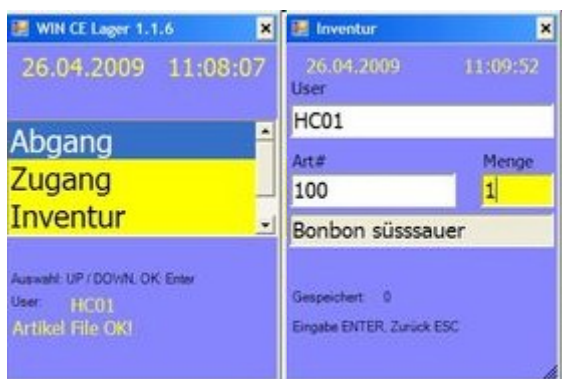 WIN CE Lager 1.1.6
26.04.2009 11:08:07
Abgang
Zugang
Inventur
Auswahl: UP / DOWN, OK: Enter
User: HC01
Artikel File OK!
Inventur
26.04.2009 11:09:52
User
HC01
Art# Menge
100 1
Bonbon süsssauer
Gespeichert: 0
Eingabe ENTER, Zurück ESC